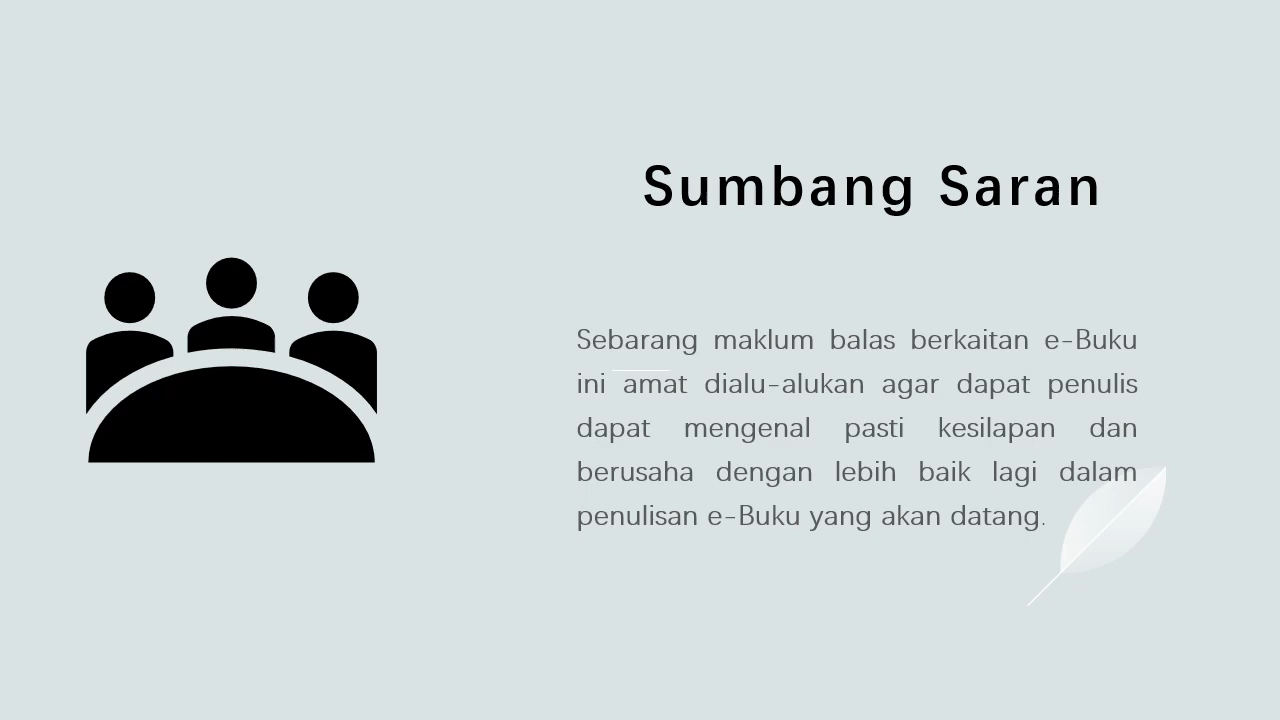 Sumbang Saran
Sebarang maklum balas berkaitan e-Buku
ini amat dialu-alukan agar dapat penulis
dapat mengenal pasti kesilapan dan
berusaha dengan lebih baik lagi dalam
penulisan e-Buku yang akan datang.